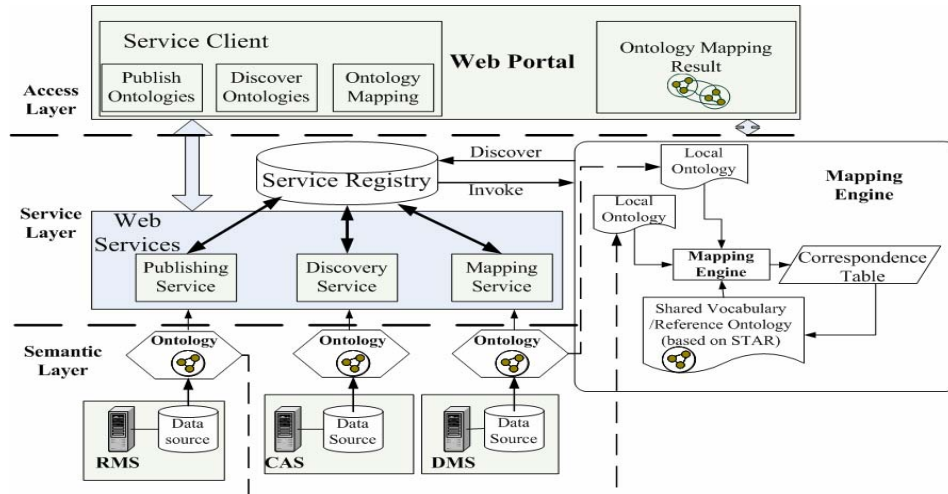 Service Client
Web Portal
Publish
Ontologies
Discover
Ontologies
Ontology
Mapping
Ontology Mapping
Result
Access
Layer
Service Registry
Discover
Invoke
Local
Ontology
Local
Ontology
Mapping
Engine
Service
Layer
Web
Services
Publishing
Service
Discovery
Service
Mapping
Service
Mapping
Engine
Correspondence
Table
Shared Vocabulary
/Reference Ontology
(based on STAR)
Semantic
Layer
Ontology
Ontology
Ontology
Data
source
RMS
Data
Source
CAS
Data
Source
DMS